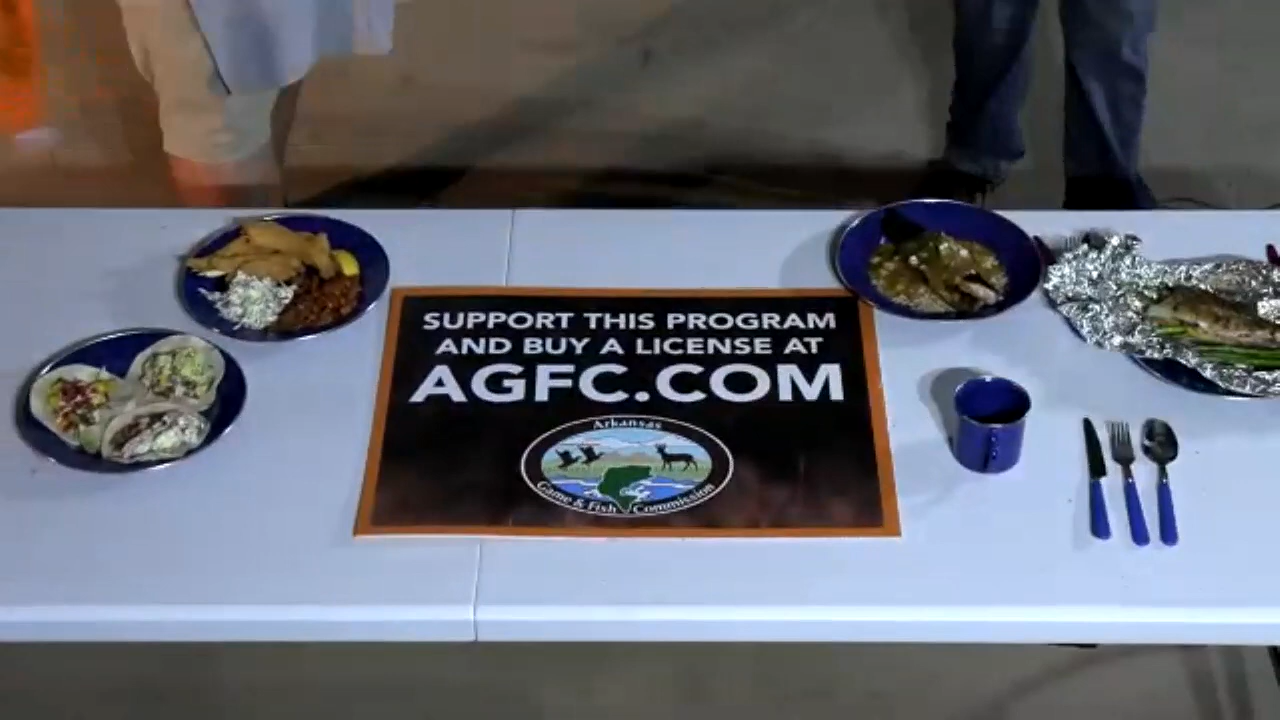 SUPPORT THIS PROGRAM
AND BUY A LICENSE AT
AGFC.COM
Arkansas
Game & Fish Commission